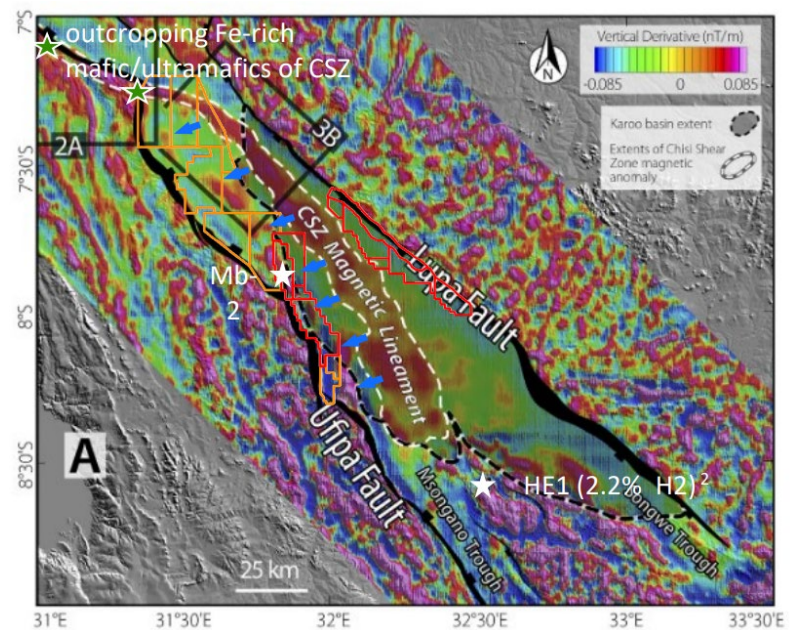 7°S
7°30'S
8°S
8°30'S
outcropping Fe-rich
mafic/ultramafics of CSZ
N
Vertical Derivative (nT/m)
-0.085 0 0.085
Karoo basin extent
Extents of Chisi Shear
Zone magnetic
anomaly
2A
3B
CSZ Magnetic Lineament
Lupa Fault
Mb-
2
Ufipa Fault
A
HE1 (2.2% H2)²
Msongano Trough
Songwe Trough
25 km
31°E 31°30'E 32°E 32°30'E 33°E 33°30'E